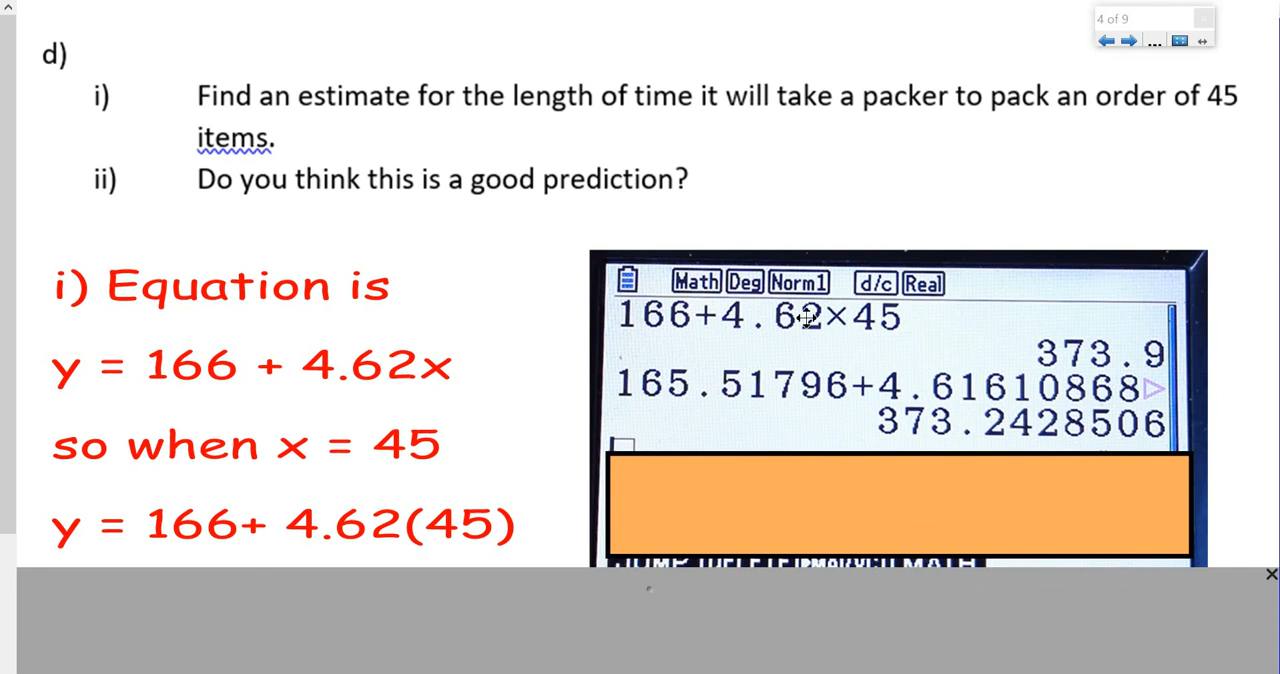 4 of 9
d)
i) Find an estimate for the length of time it will take a packer to pack an order of 45
items.
ii) Do you think this is a good prediction?
i) Equation is
y = 166 + 4.62x
so when x = 45
y = 166+ 4.62(45)
Math Deg Norm1 d/c Real
166+4.62×45
373.9
165.51796+4.61610868
373.2428506
JUMP DELETE MATH